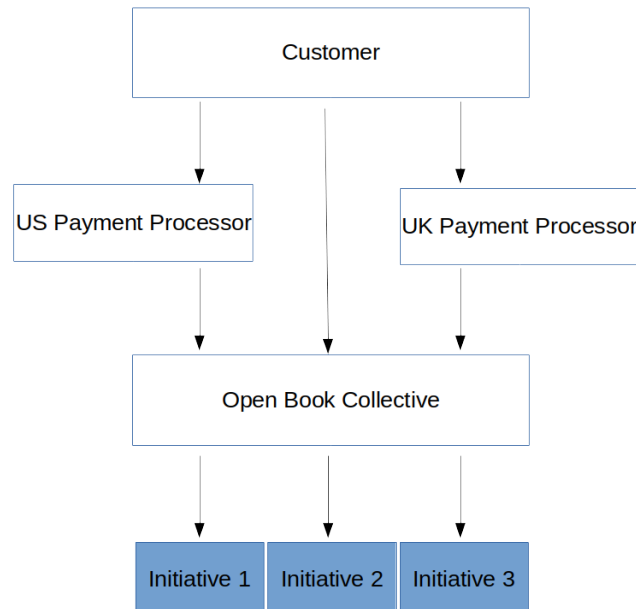 Customer
US Payment Processor
UK Payment Processor
Open Book Collective
Initiative 1
Initiative 2
Initiative 3